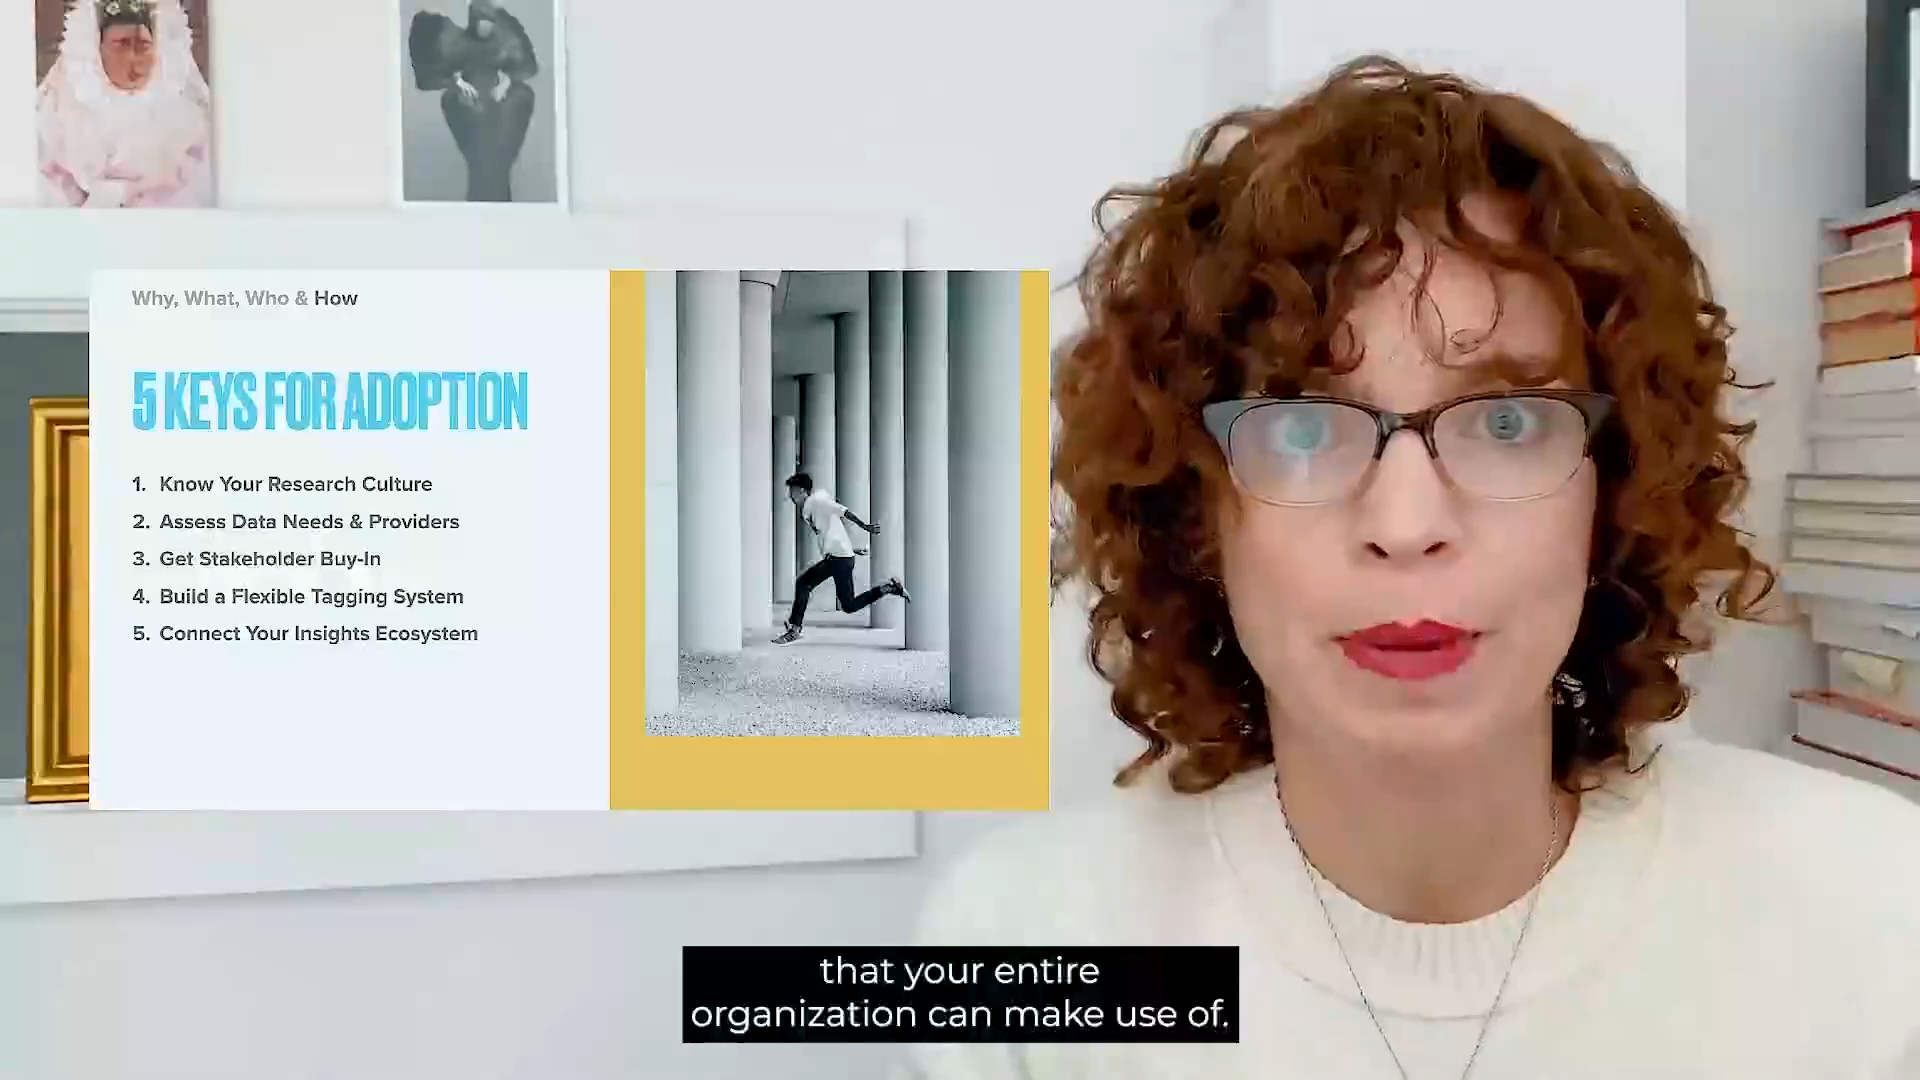 Why, What, Who & How
5 KEYS FOR ADOPTION
1. Know Your Research Culture
2. Assess Data Needs & Providers
3. Get Stakeholder Buy-In
4. Build a Flexible Tagging System
5. Connect Your Insights Ecosystem
that your entire
organization can make use of.